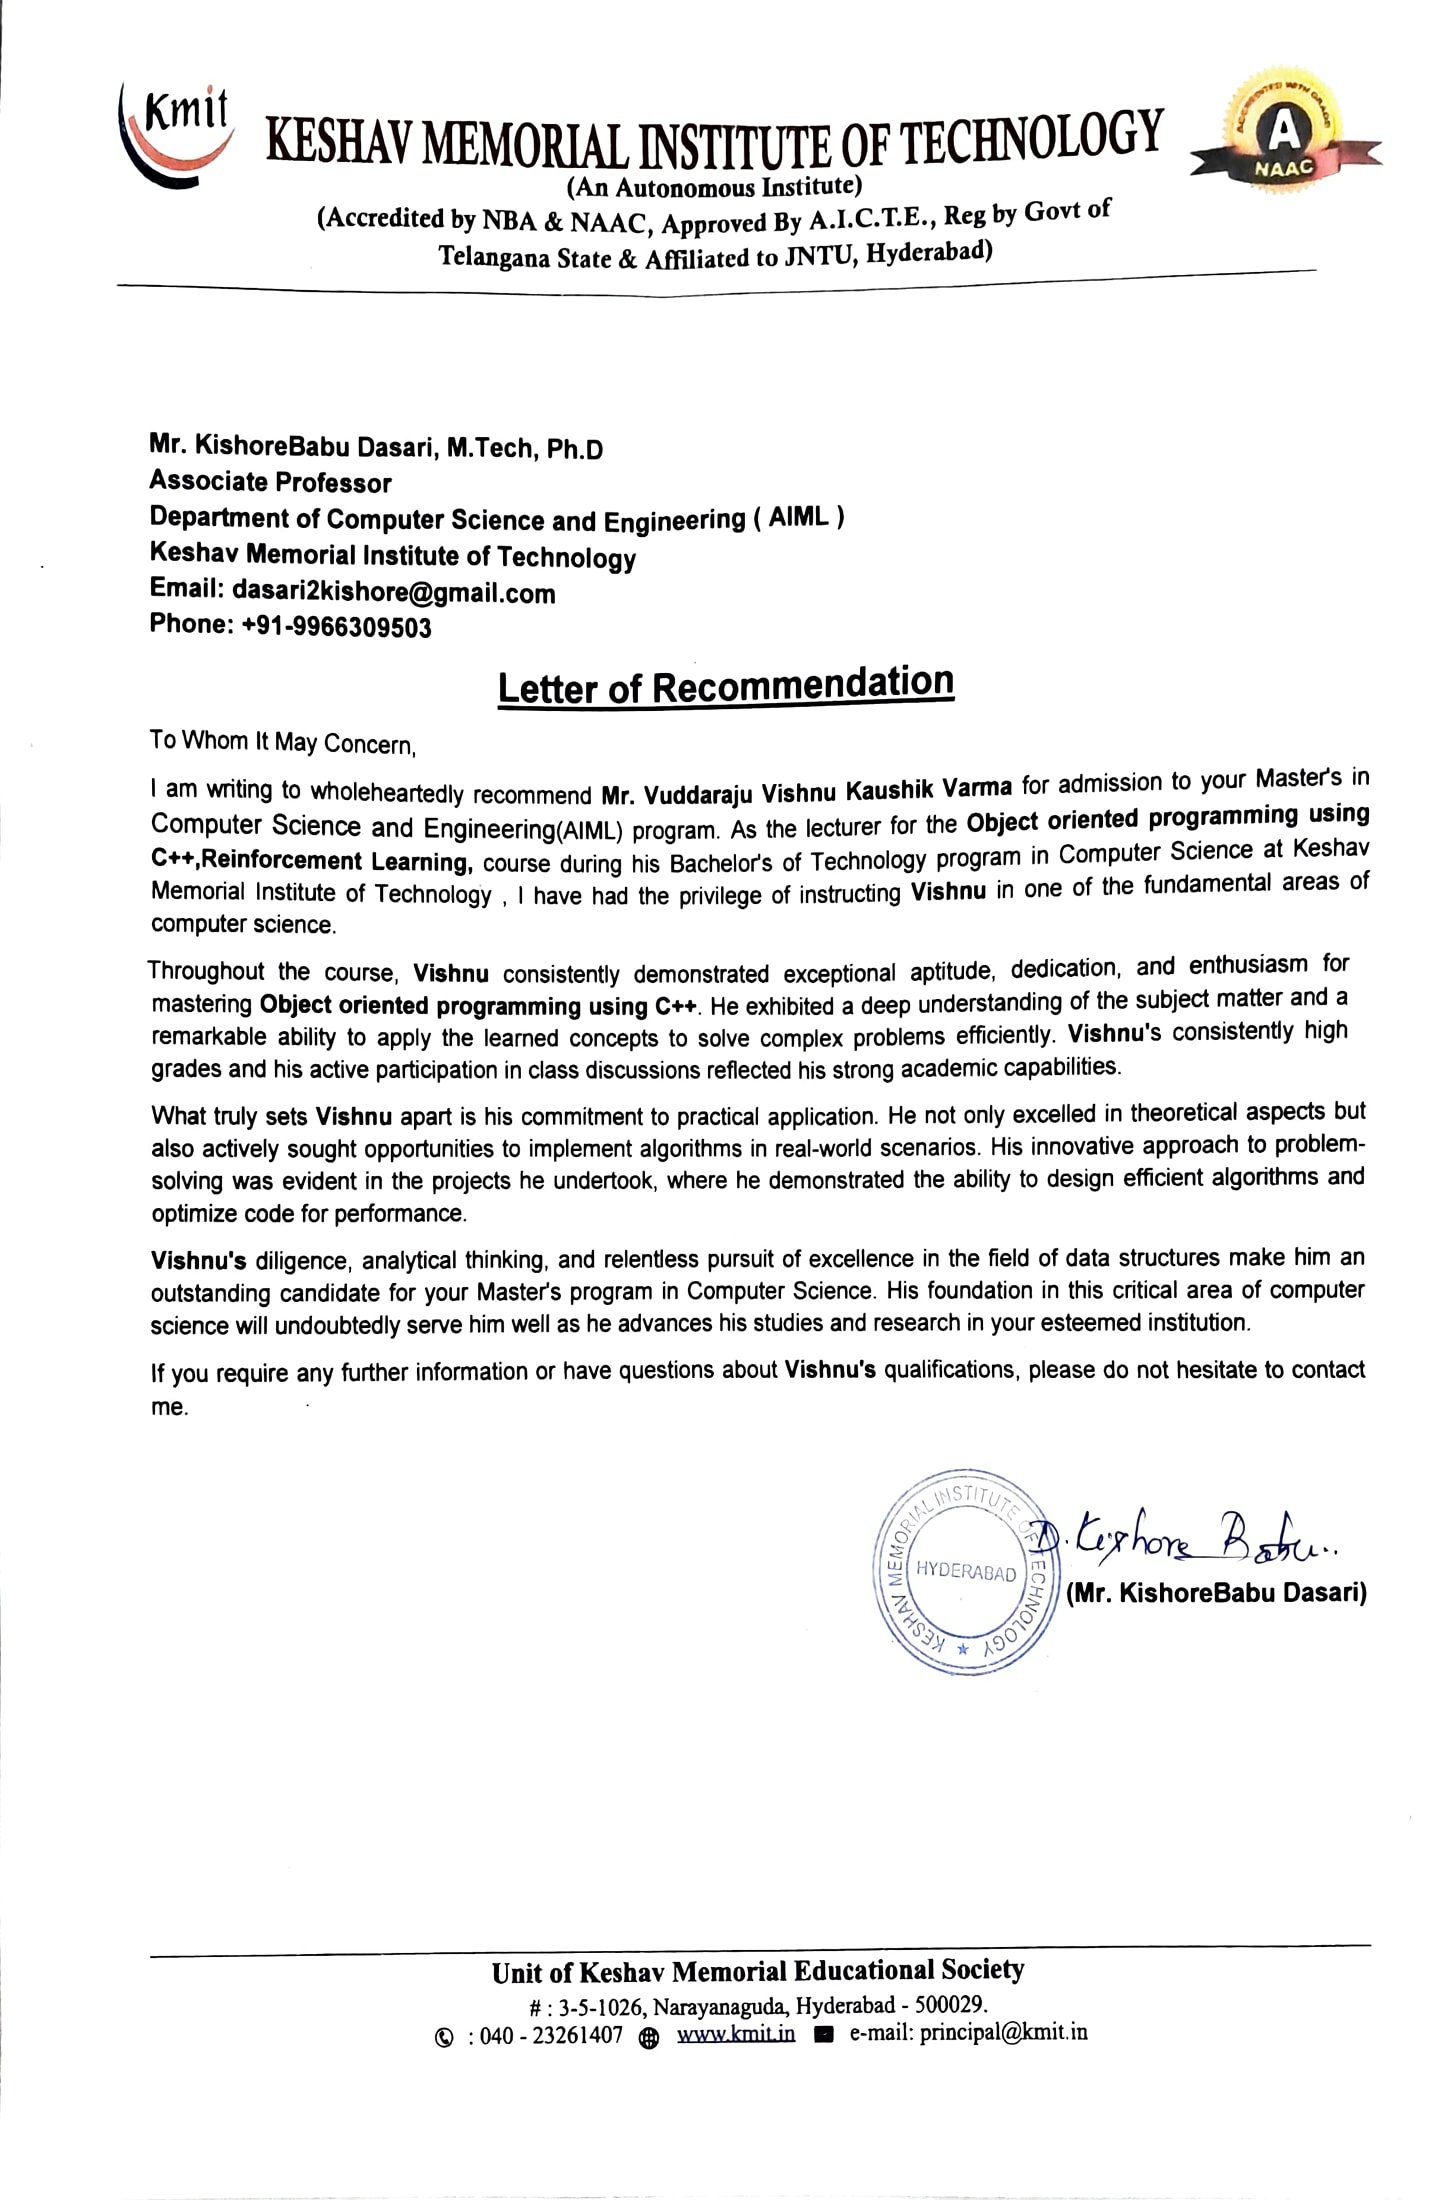 Kmit
KESHAV MEMORIAL INSTITUTE OF TECHNOLOGY
ACCREDITED WITH GRADE
A
NAAC
(An Autonomous Institute)
(Accredited by NBA & NAAC, Approved By A.I.C.T.E., Reg by Govt of
Telangana State & Affiliated to JNTU, Hyderabad)
Mr. KishoreBabu Dasari, M.Tech, Ph.D
Associate Professor
Department of Computer Science and Engineering ( AIML )
Keshav Memorial Institute of Technology
Email: dasari2kishore@gmail.com
Phone: +91-9966309503
Letter of Recommendation
To Whom It May Concern,
I am writing to wholeheartedly recommend Mr. Vuddaraju Vishnu Kaushik Varma for admission to your Master's in
Computer Science and Engineering(AIML) program. As the lecturer for the Object oriented programming using
C++,Reinforcement Learning, course during his Bachelor's of Technology program in Computer Science at Keshav
Memorial Institute of Technology , I have had the privilege of instructing Vishnu in one of the fundamental areas of
computer science.
Throughout the course, Vishnu consistently demonstrated exceptional aptitude, dedication, and enthusiasm for
mastering Object oriented programming using C++. He exhibited a deep understanding of the subject matter and a
remarkable ability to apply the learned concepts to solve complex problems efficiently. Vishnu's consistently high
grades and his active participation in class discussions reflected his strong academic capabilities.
What truly sets Vishnu apart is his commitment to practical application. He not only excelled in theoretical aspects but
also actively sought opportunities to implement algorithms in real-world scenarios. His innovative approach to problem-
solving was evident in the projects he undertook, where he demonstrated the ability to design efficient algorithms and
optimize code for performance.
Vishnu's diligence, analytical thinking, and relentless pursuit of excellence in the field of data structures make him an
outstanding candidate for your Master's program in Computer Science. His foundation in this critical area of computer
science will undoubtedly serve him well as he advances his studies and research in your esteemed institution.
If you require any further information or have questions about Vishnu's qualifications, please do not hesitate to contact
me.
KESHAV MEMORIAL INSTITUTE OF TECHNOLOGY
HYDERABAD
D. Kishore Babu..
(Mr. KishoreBabu Dasari)
Unit of Keshav Memorial Educational Society
# : 3-5-1026, Narayanaguda, Hyderabad - 500029.
: 040 - 23261407 www.kmit.in e-mail: principal@kmit.in